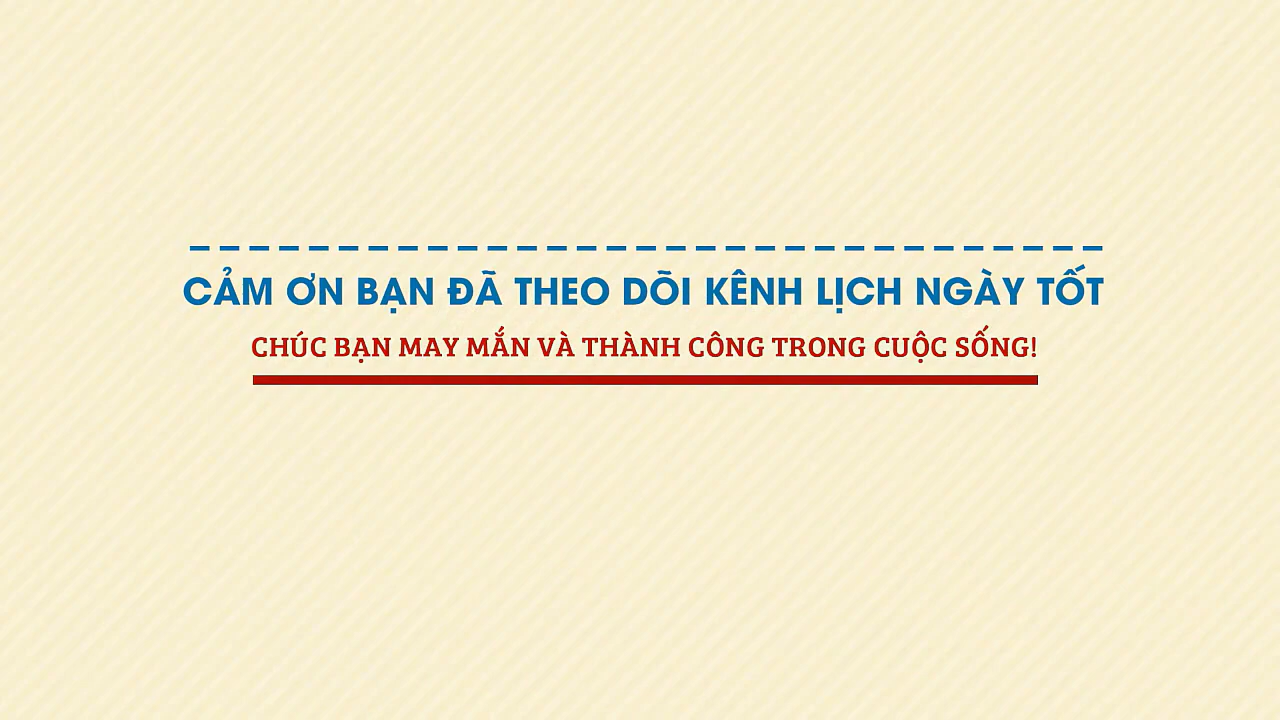 CẢM ƠN BẠN ĐÃ THEO DÕI KÊNH LỊCH NGÀY TỐT
CHÚC BẠN MAY MẮN VÀ THÀNH CÔNG TRONG CUỘC SỐNG!